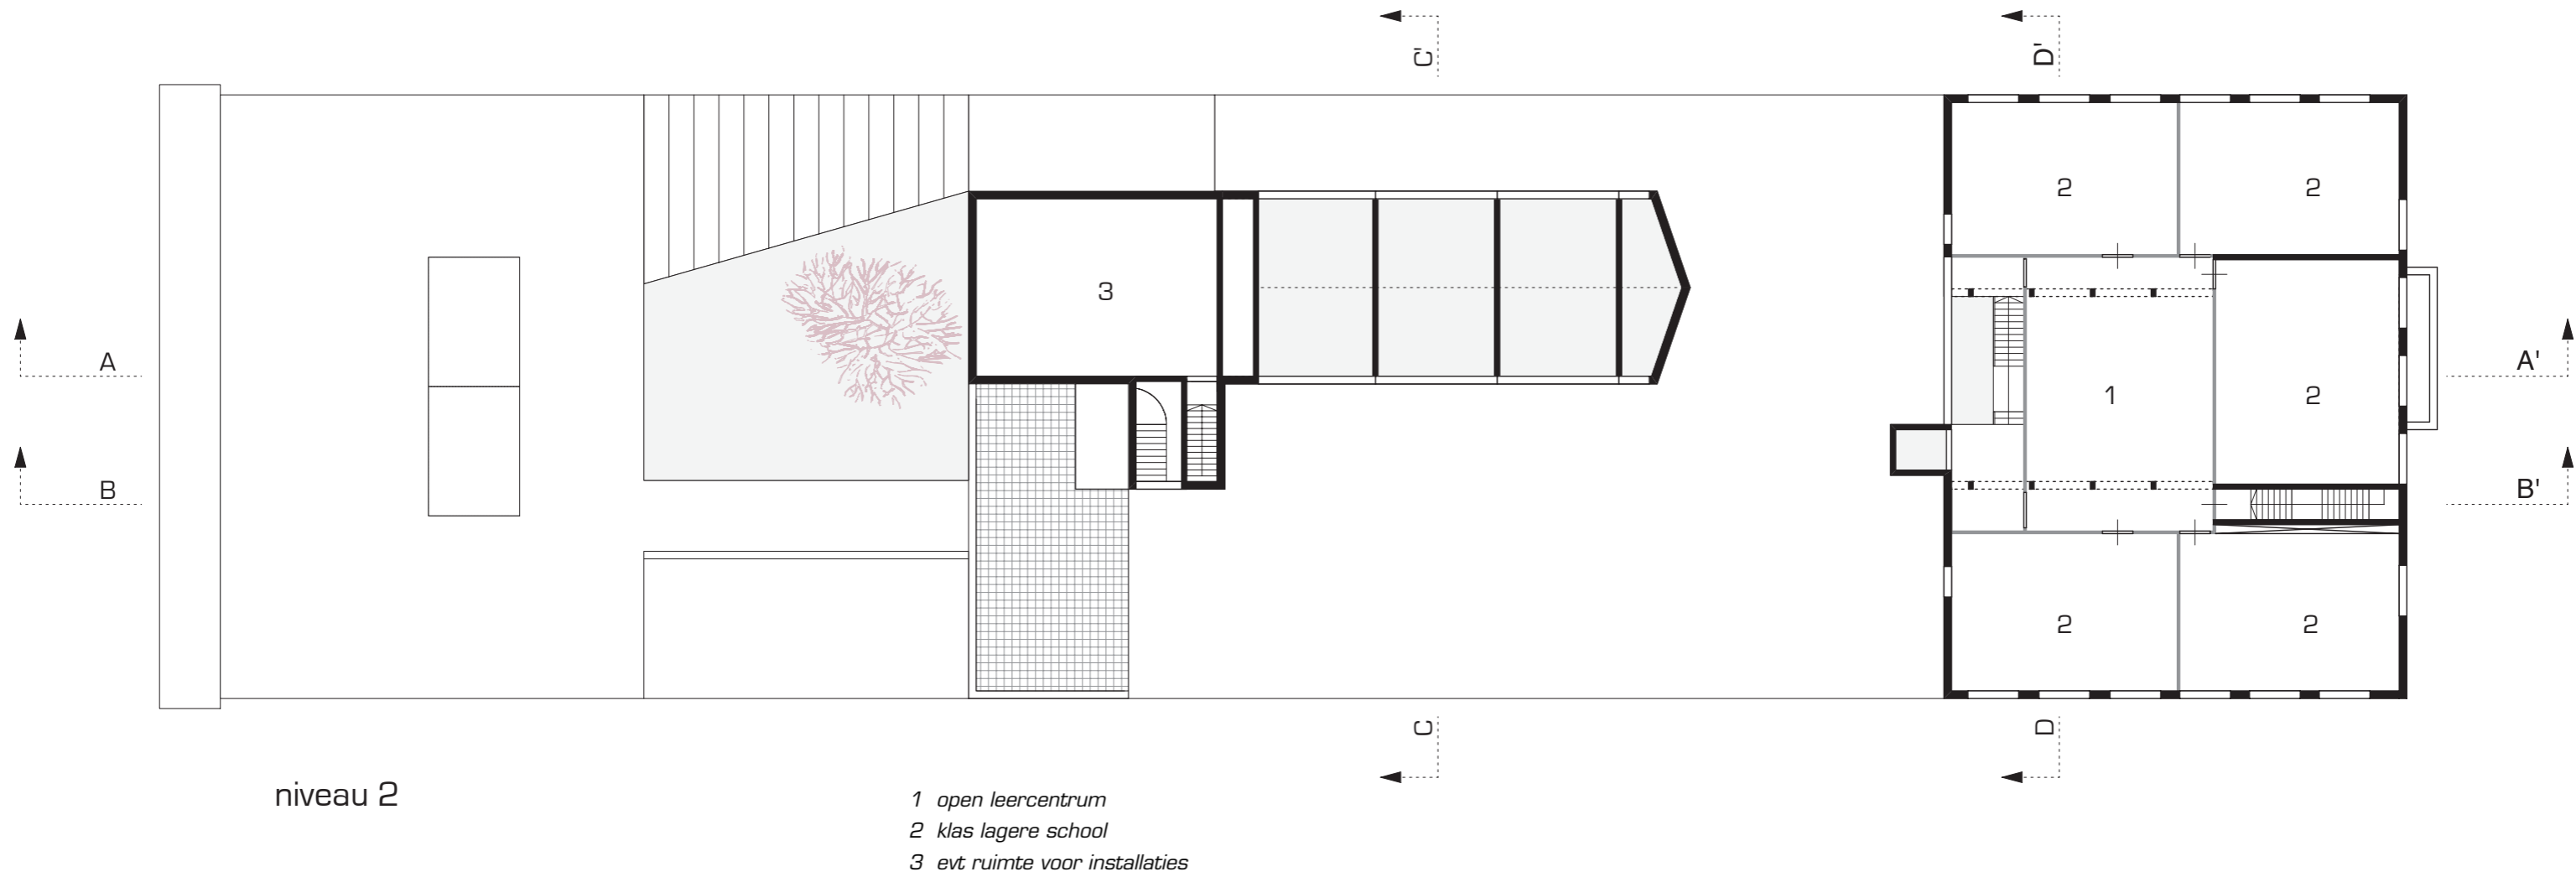 C'
D'
2
2
3
A
A'
1
2
B
B'
2
2
C
D
niveau 2
1 open leercentrum
2 klas lagere school
3 evt ruimte voor installaties